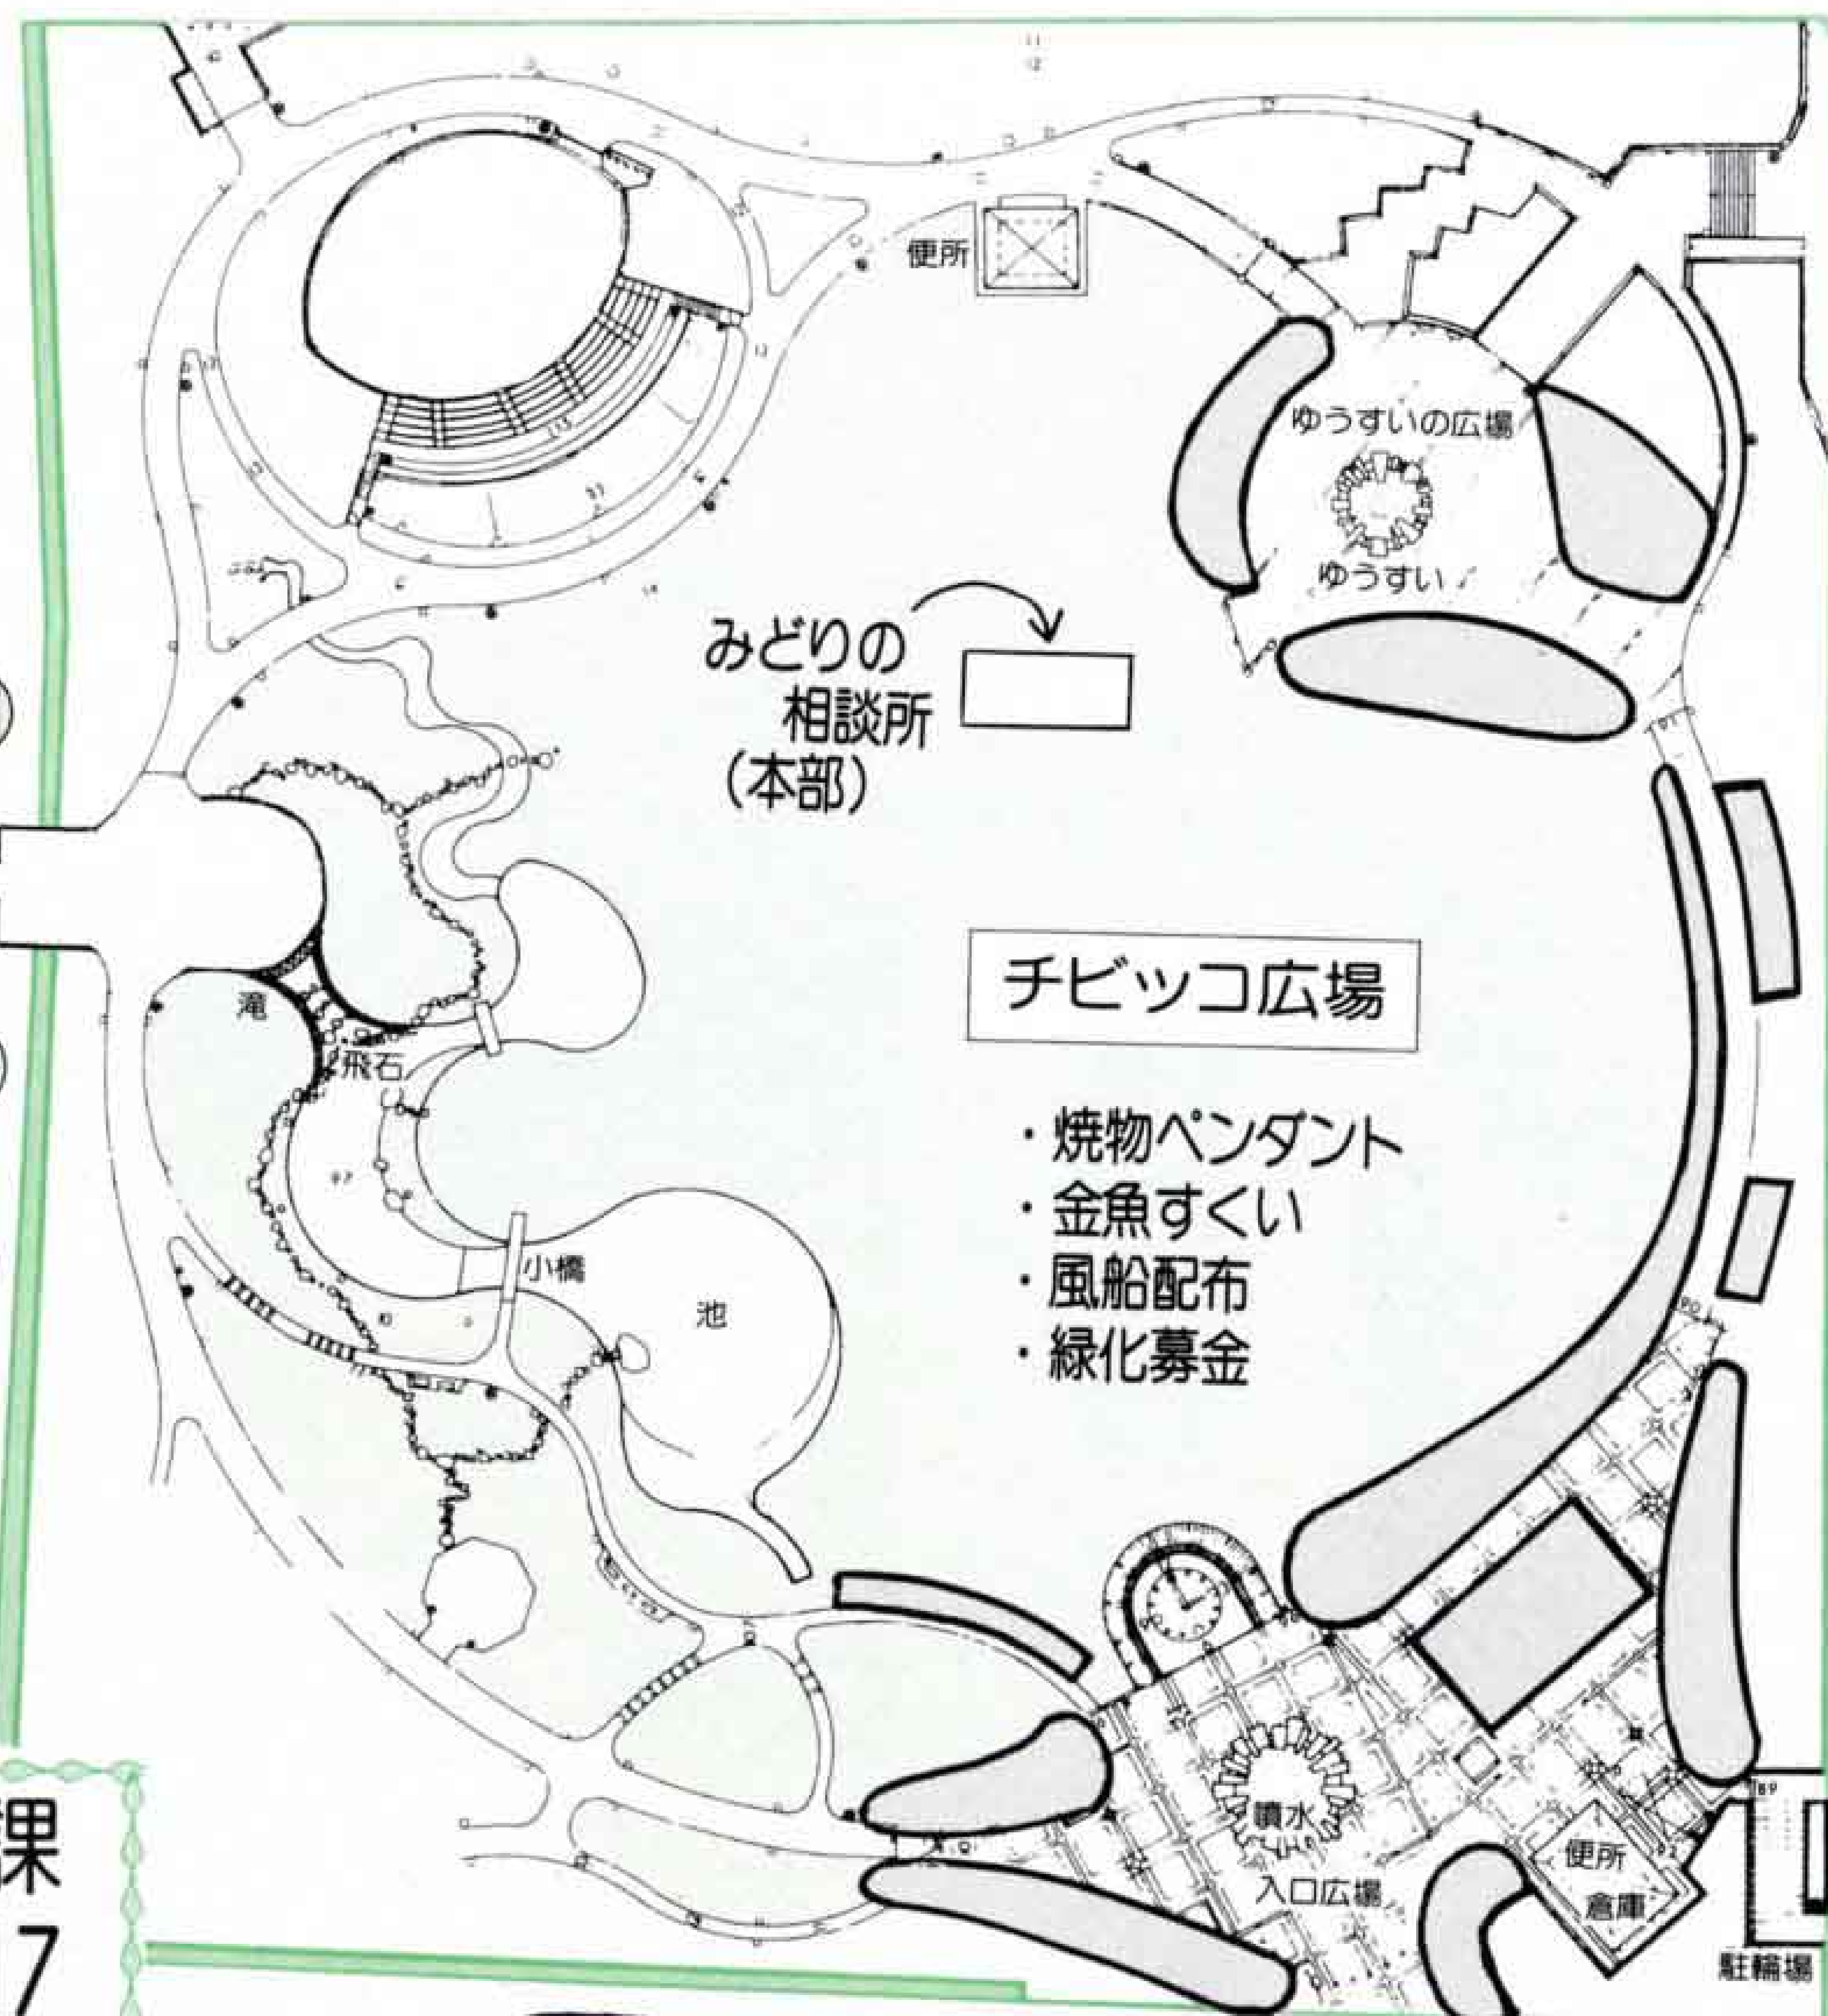 便所
ゆうすいの広場
ゆうすい
みどりの
相談所
（本部）
チビッコ広場
・焼物ペンダント
・金魚すくい
・風船配布
・緑化募金
滝
飛石
小橋
池
噴水
入口広場
便所
倉庫
駐輪場
課
7